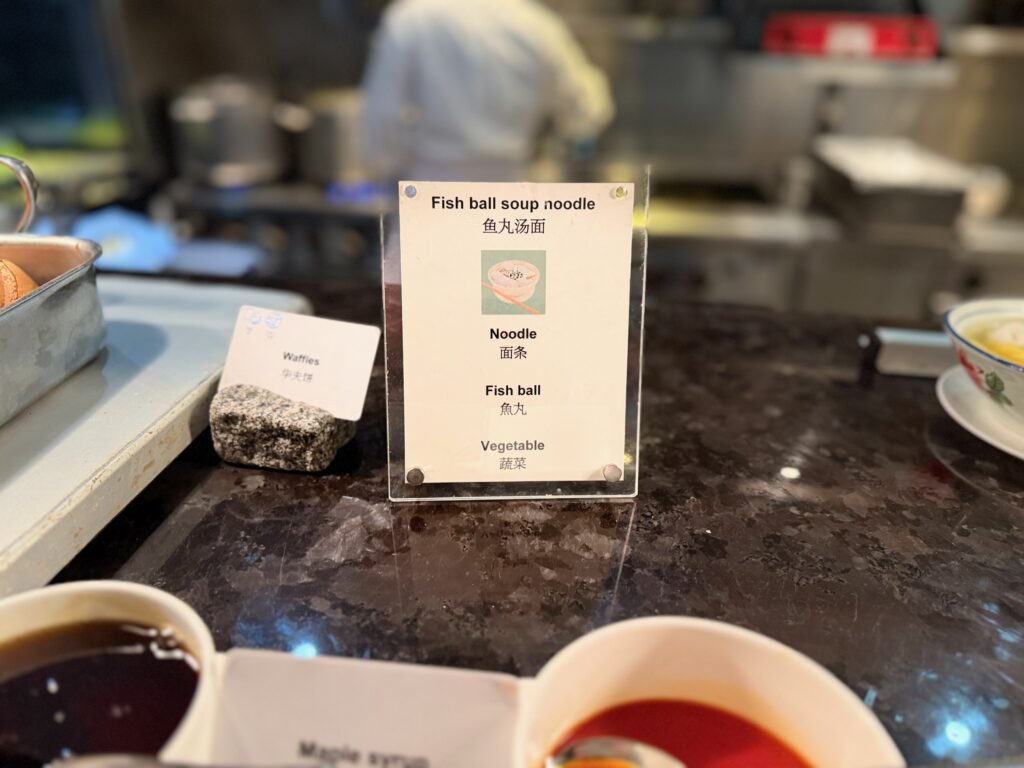 Fish ball soup noodle
鱼丸汤面
Noodle
面条
Fish ball
魚丸
Vegetable
蔬菜
Waffles
华夫饼
Maple syrup